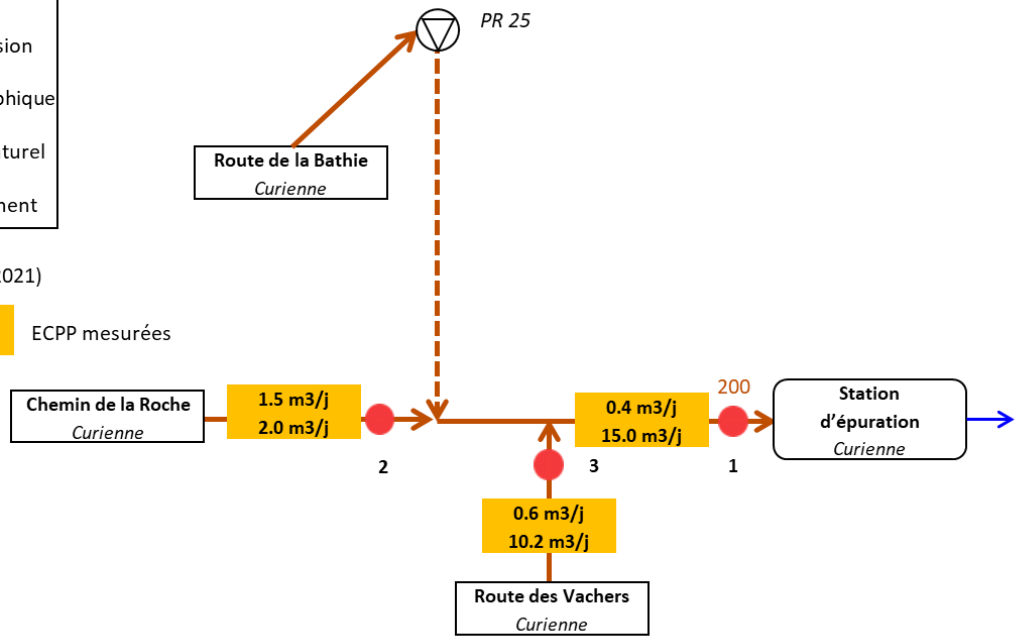 PR 25
sion
phique
Route de la Bathie
Curienne
turel
nent
2021)
ECPP mesurées
Chemin de la Roche
Curienne
1.5 m3/j
2.0 m3/j
2
0.4 m3/j
15.0 m3/j
200
1
Station
d'épuration
Curienne
3
0.6 m3/j
10.2 m3/j
Route des Vachers
Curienne